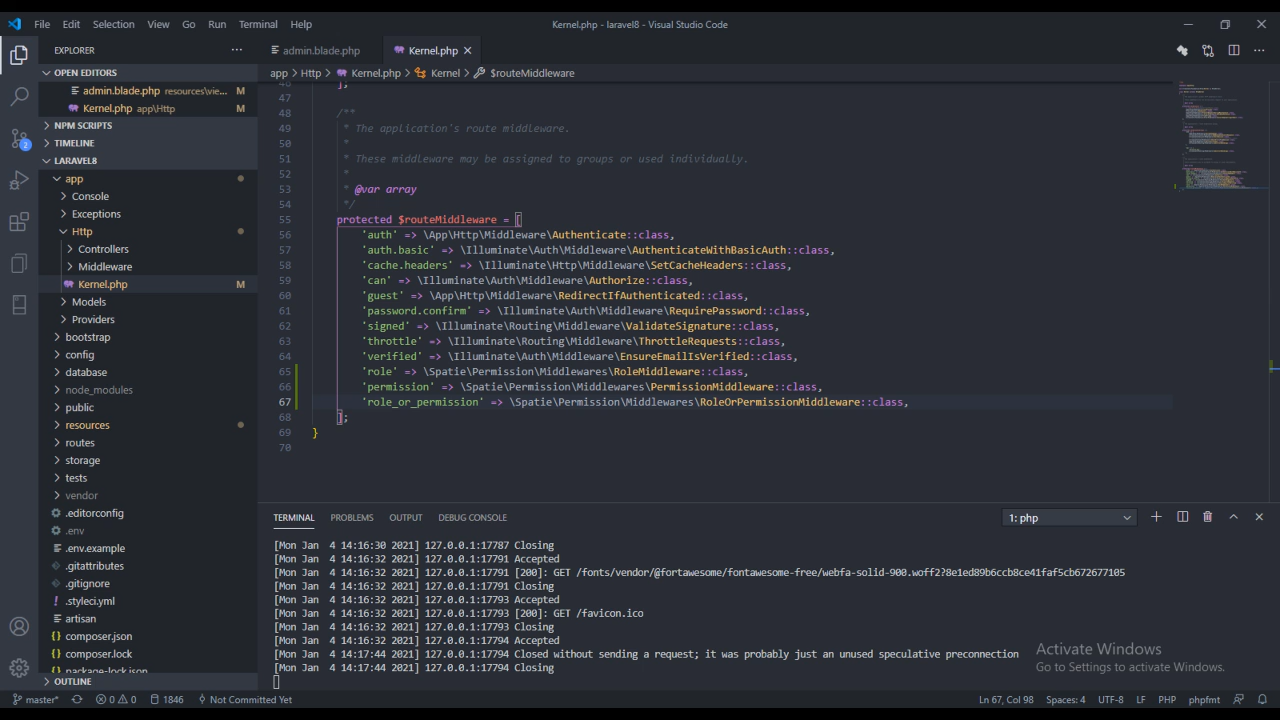 File Edit Selection View Go Run Terminal Help
Kernel.php - laravel8 - Visual Studio Code
EXPLORER
OPEN EDITORS
admin.blade.php resources\vie... M
Kernel.php app\Http M
NPM SCRIPTS
TIMELINE
LARAVEL8
app
Console
Exceptions
Http
Controllers
Middleware
Kernel.php M
Models
Providers
bootstrap
config
database
node_modules
public
resources
routes
storage
tests
vendor
.editorconfig
.env
.env.example
.gitattributes
.gitignore
.styleci.yml
artisan
composer.json
composer.lock
package-lock.json
OUTLINE
2
admin.blade.php
Kernel.php
app > Http > Kernel.php > Kernel > $routeMiddleware
46 ];
47
48 /**
49 * The application's route middleware.
50 *
51 * These middleware may be assigned to groups or used individually.
52 *
53 * @var array
54 */
55 protected $routeMiddleware = [
56 'auth' => \App\Http\Middleware\Authenticate::class,
57 'auth.basic' => \Illuminate\Auth\Middleware\AuthenticateWithBasicAuth::class,
58 'cache.headers' => \Illuminate\Http\Middleware\SetCacheHeaders::class,
59 'can' => \Illuminate\Auth\Middleware\Authorize::class,
60 'guest' => \App\Http\Middleware\RedirectIfAuthenticated::class,
61 'password.confirm' => \Illuminate\Auth\Middleware\RequirePassword::class,
62 'signed' => \Illuminate\Routing\Middleware\ValidateSignature::class,
63 'throttle' => \Illuminate\Routing\Middleware\ThrottleRequests::class,
64 'verified' => \Illuminate\Auth\Middleware\EnsureEmailIsVerified::class,
65 'role' => \Spatie\Permission\Middlewares\RoleMiddleware::class,
66 'permission' => \Spatie\Permission\Middlewares\PermissionMiddleware::class,
67 'role_or_permission' => \Spatie\Permission\Middlewares\RoleOrPermissionMiddleware::class,
68 ];
69 }
70
TERMINAL PROBLEMS OUTPUT DEBUG CONSOLE
1: php
[Mon Jan  4 14:16:30 2021] 127.0.0.1:17787 Closing
[Mon Jan  4 14:16:32 2021] 127.0.0.1:17791 Accepted
[Mon Jan  4 14:16:32 2021] 127.0.0.1:17791 [200]: GET /fonts/vendor/@fortawesome/fontawesome-free/webfa-solid-900.woff2?8e1ed89b6ccb8ce41faf5cb672677105
[Mon Jan  4 14:16:32 2021] 127.0.0.1:17791 Closing
[Mon Jan  4 14:16:32 2021] 127.0.0.1:17793 Accepted
[Mon Jan  4 14:16:32 2021] 127.0.0.1:17793 [200]: GET /favicon.ico
[Mon Jan  4 14:16:32 2021] 127.0.0.1:17793 Closing
[Mon Jan  4 14:16:32 2021] 127.0.0.1:17794 Accepted
[Mon Jan  4 14:17:44 2021] 127.0.0.1:17794 Closed without sending a request; it was probably just an unused speculative preconnection
[Mon Jan  4 14:17:44 2021] 127.0.0.1:17794 Closing
Activate Windows
Go to Settings to activate Windows.
master* 0 0 1846 Not Committed Yet
Ln 67, Col 98 Spaces: 4 UTF-8 LF PHP phpfmt